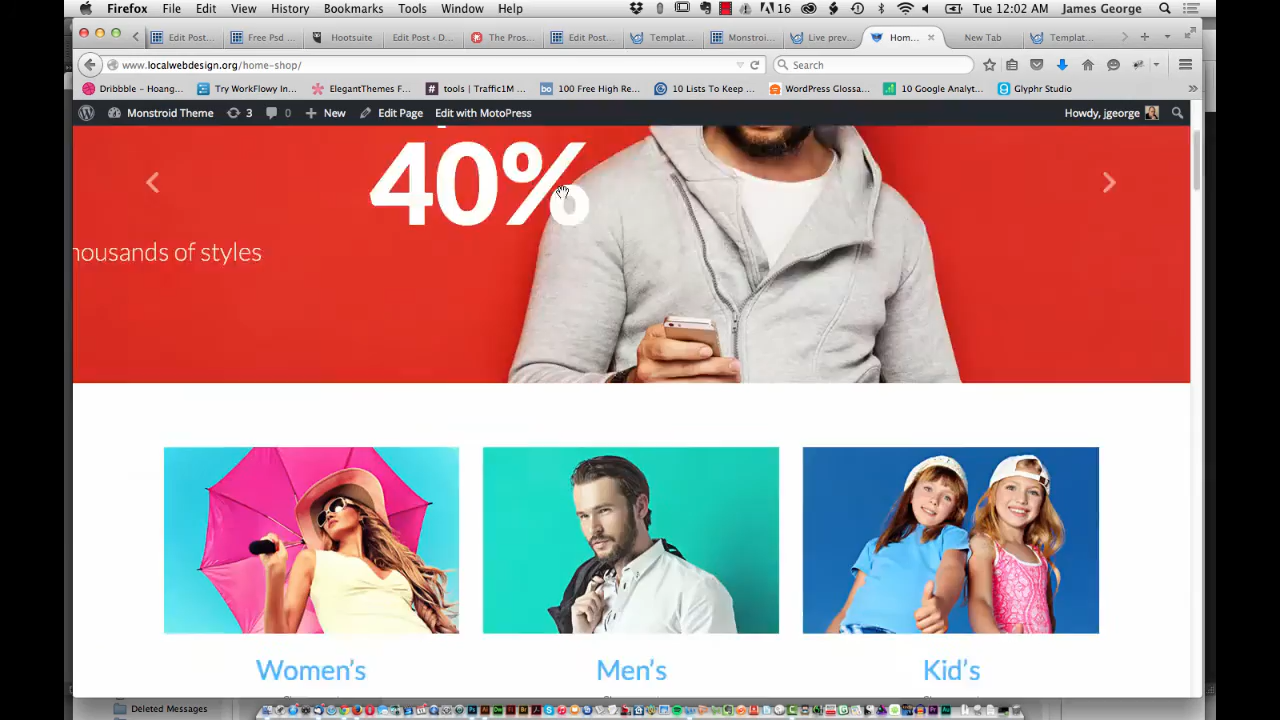 Firefox File Edit View History Bookmarks Tools Window Help 16 Tue 12:02 AM James George
Edit Post... Free Psd ... Hootsuite Edit Post ‹ D... The Pros... Edit Post... Templat... Monstroi... Live prev... Hom... New Tab Templat...
www.localwebdesign.org/home-shop/ Search
Dribbble – Hoang... Try WorkFlowy In... ElegantThemes F... tools | Traffic1M ... 100 Free High Re... 10 Lists To Keep ... WordPress Glossa... 10 Google Analyt... Glyphr Studio
Monstroid Theme 3 0 New Edit Page Edit with MotoPress Howdy, jgeorge
40%
housands of styles
Women's Men's Kid's
Deleted Messages